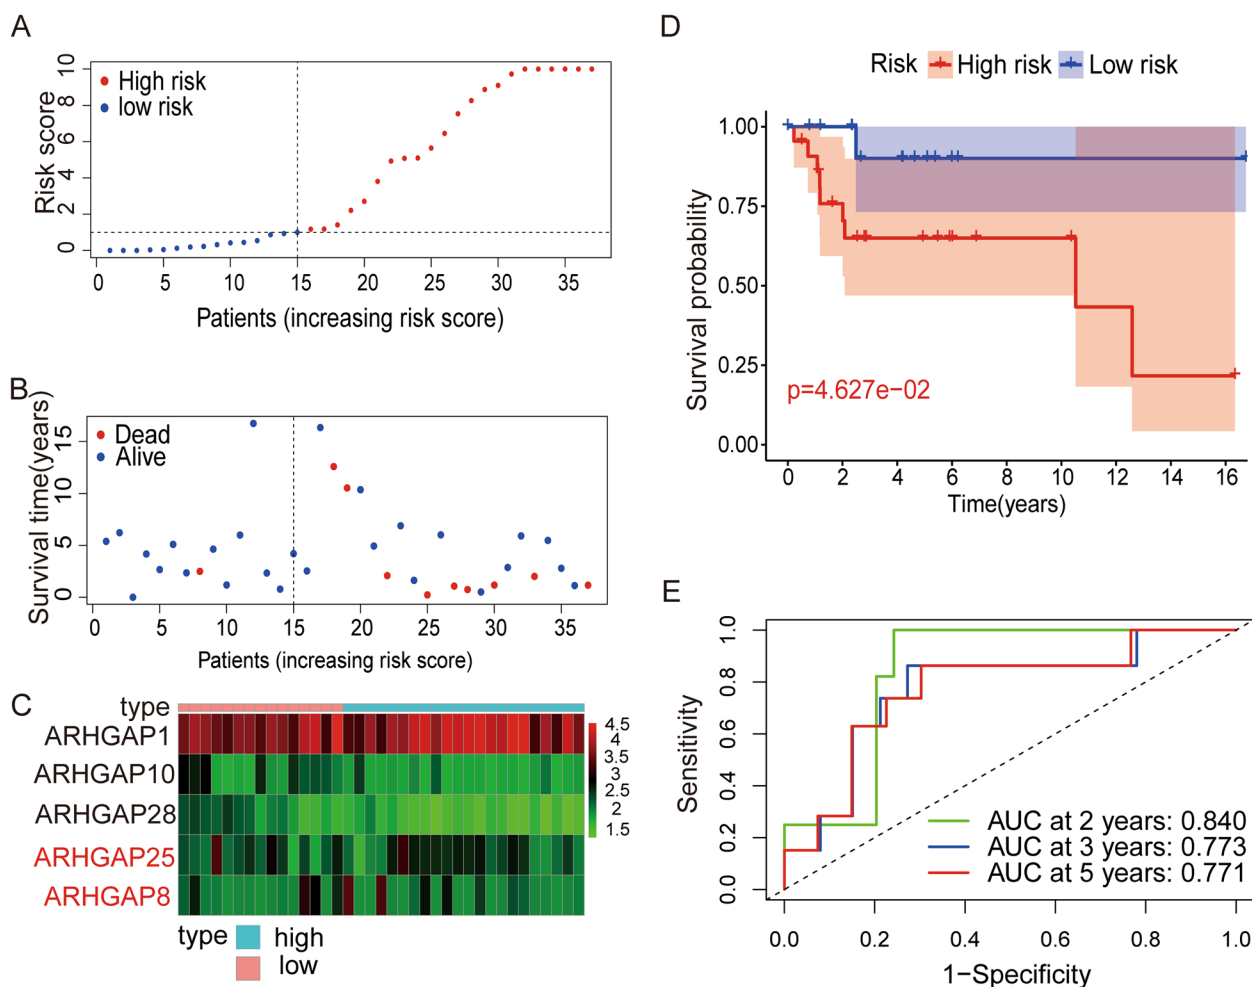 A
Risk score
10
8
6
4
2
0
High risk
low risk
0 5 10 15 20 25 30 35
Patients (increasing risk score)
B
Survival time(years)
15
10
5
0
Dead
Alive
0 5 10 15 20 25 30 35
Patients (increasing risk score)
C
type
ARHGAP1
ARHGAP10
ARHGAP28
ARHGAP25
ARHGAP8
4.5
4
3.5
3
2.5
2
1.5
type
high
low
D
Risk High risk Low risk
Survival probability
1.00
0.75
0.50
0.25
0.00
p=4.627e−02
0 2 4 6 8 10 12 14 16
Time(years)
E
Sensitivity
1.0
0.8
0.6
0.4
0.2
0.0
AUC at 2 years: 0.840
AUC at 3 years: 0.773
AUC at 5 years: 0.771
0.0 0.2 0.4 0.6 0.8 1.0
1−Specificity